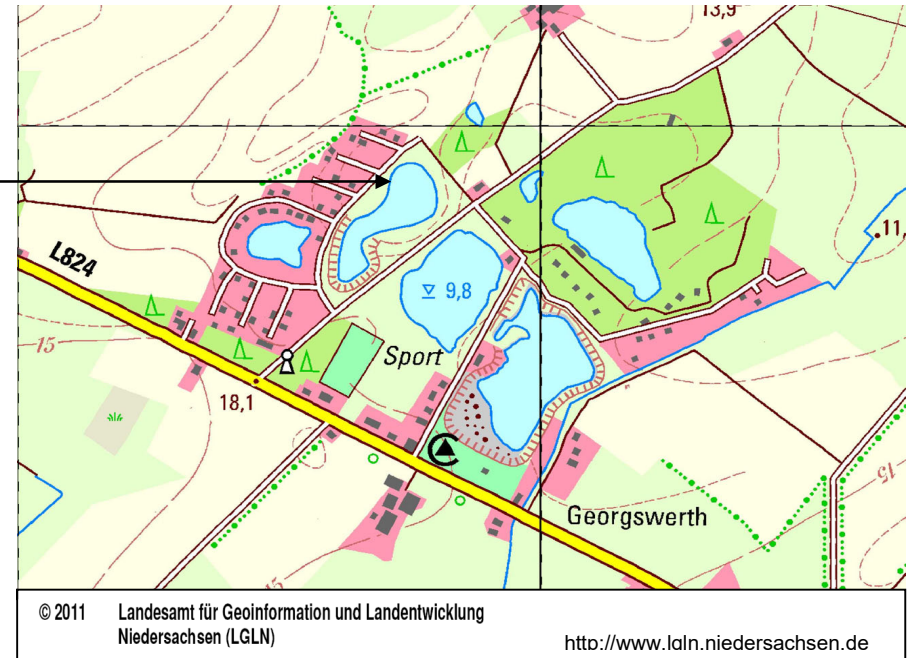 13,9
L824
9,8
11,
15
Sport
18,1
15
Georgswerth
15
© 2011 Landesamt für Geoinformation und Landentwicklung
Niedersachsen (LGLN)
http://www.lgln.niedersachsen.de